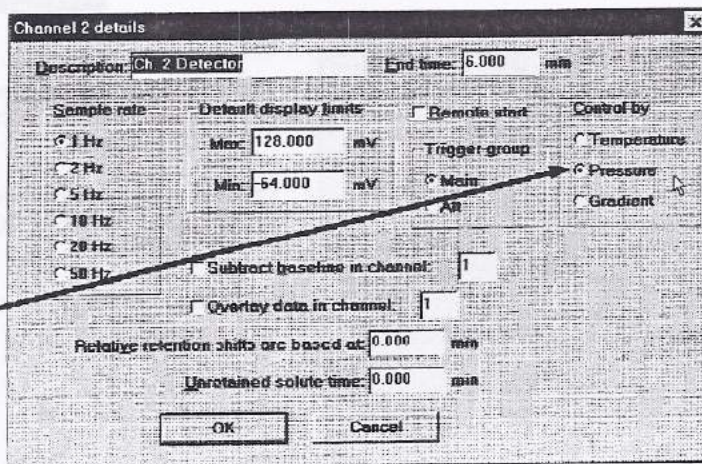 Channel 2 details
Description: Ch. 2 Detector
End time: 6.000 min
Sample rate
1 Hz
2 Hz
5 Hz
10 Hz
20 Hz
50 Hz
Default display limits
Max: 128.000 mV
Min: -64.000 mV
Remote start
Trigger group
Main
Alt
Control by
Temperature
Pressure
Gradient
Subtract baseline in channel: 1
Overlay data in channel: 1
Relative retention shifts are based at: 0.000 min
Unretained solute time: 0.000 min
OK Cancel